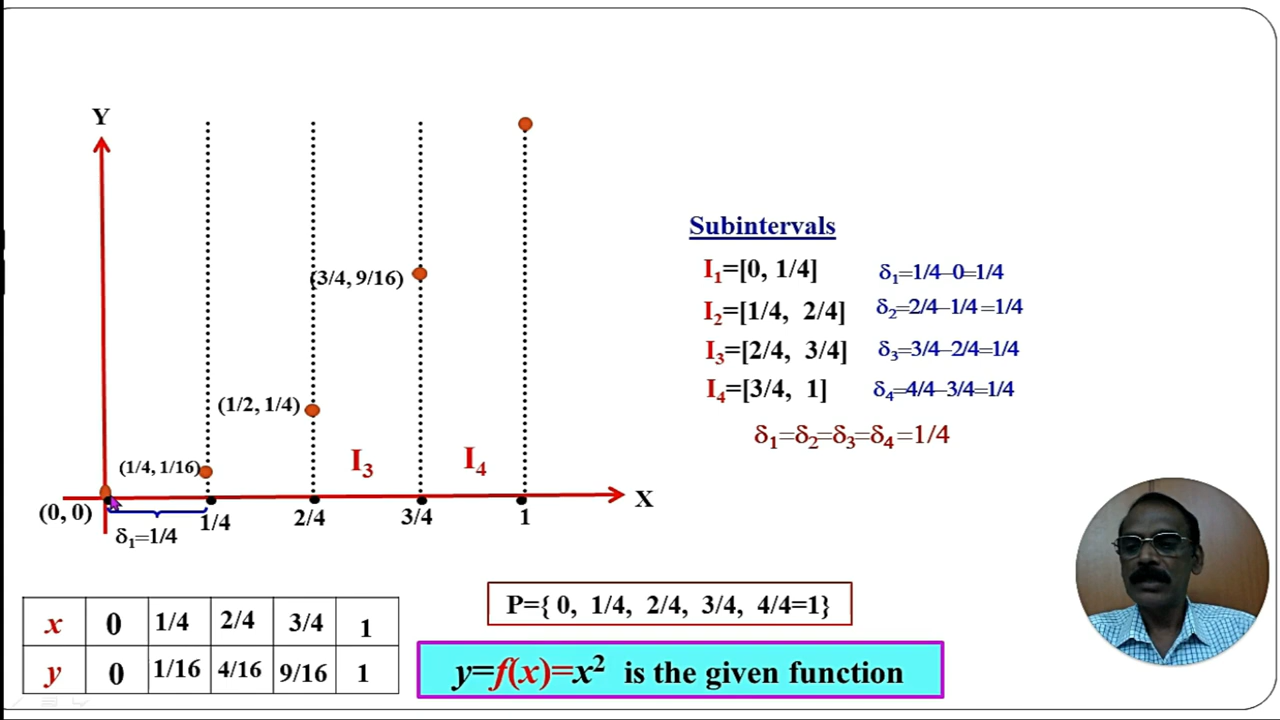 Y
(3/4, 9/16)
(1/2, 1/4)
(1/4, 1/16)
I3 I4
X
(0, 0)
1/4 2/4 3/4 1
δ1=1/4
Subintervals
I1=[0, 1/4] δ1=1/4–0=1/4
I2=[1/4, 2/4] δ2=2/4–1/4=1/4
I3=[2/4, 3/4] δ3=3/4–2/4=1/4
I4=[3/4, 1] δ4=4/4–3/4=1/4
δ1=δ2=δ3=δ4=1/4
x 0 1/4 2/4 3/4 1
y 0 1/16 4/16 9/16 1
P={ 0, 1/4, 2/4, 3/4, 4/4=1}
y=f(x)=x² is the given function